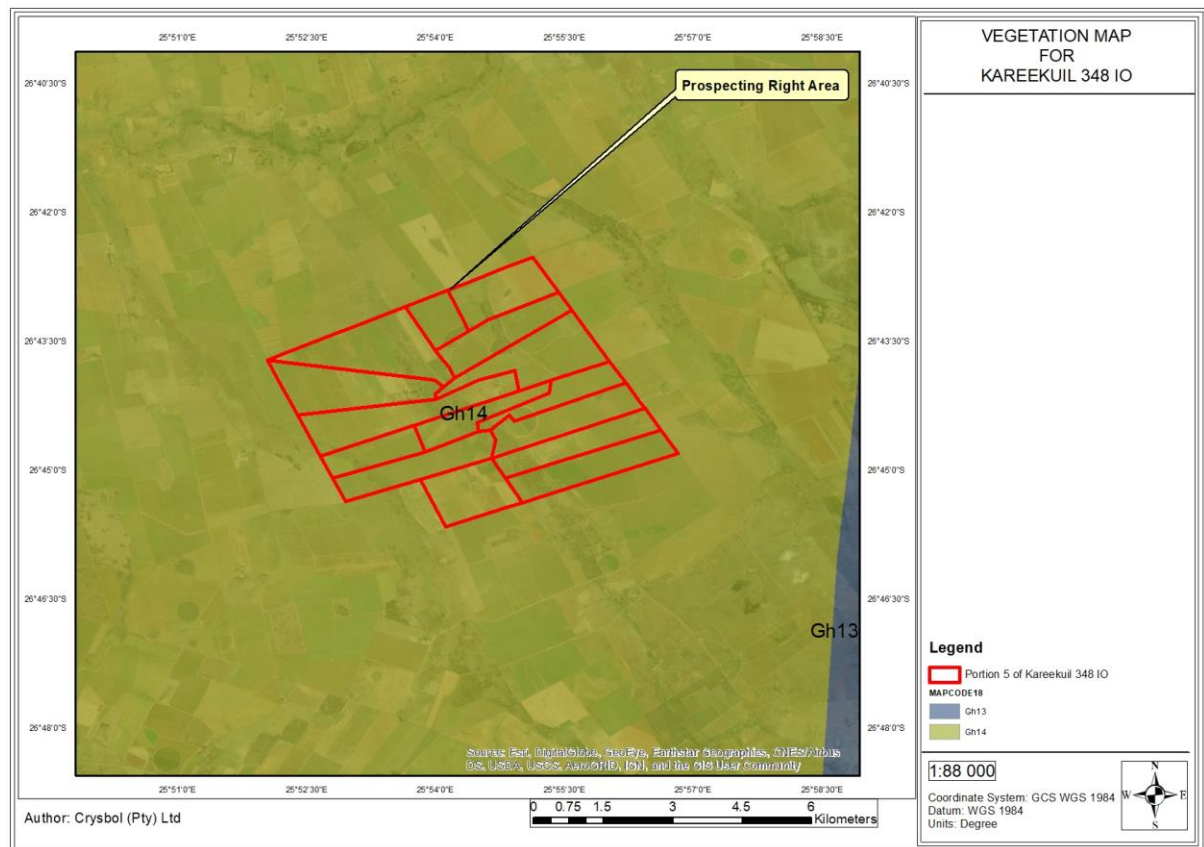 VEGETATION MAP
FOR
KAREEKUIL 348 IO
25°51'0"E 25°52'30"E 25°54'0"E 25°55'30"E 25°57'0"E 25°58'30"E
26°40'30"S 26°40'30"S
Prospecting Right Area
26°42'0"S 26°42'0"S
26°43'30"S 26°43'30"S
Gh14
26°45'0"S 26°45'0"S
26°46'30"S 26°46'30"S
Gh13
26°48'0"S 26°48'0"S
Source: Esri, DigitalGlobe, GeoEye, Earthstar Geographics, CNES/Airbus
DS, USDA, USGS, AeroGRID, IGN, and the GIS User Community
25°51'0"E 25°52'30"E 25°54'0"E 25°55'30"E 25°57'0"E 25°58'30"E
Legend
Portion 5 of Kareekuil 348 IO
MAPCODE18
Gh13
Gh14
1:88 000
Coordinate System: GCS WGS 1984
Datum: WGS 1984
Units: Degree
N
W E
S
Author: Crysbol (Pty) Ltd
0 0.75 1.5 3 4.5 6
Kilometers